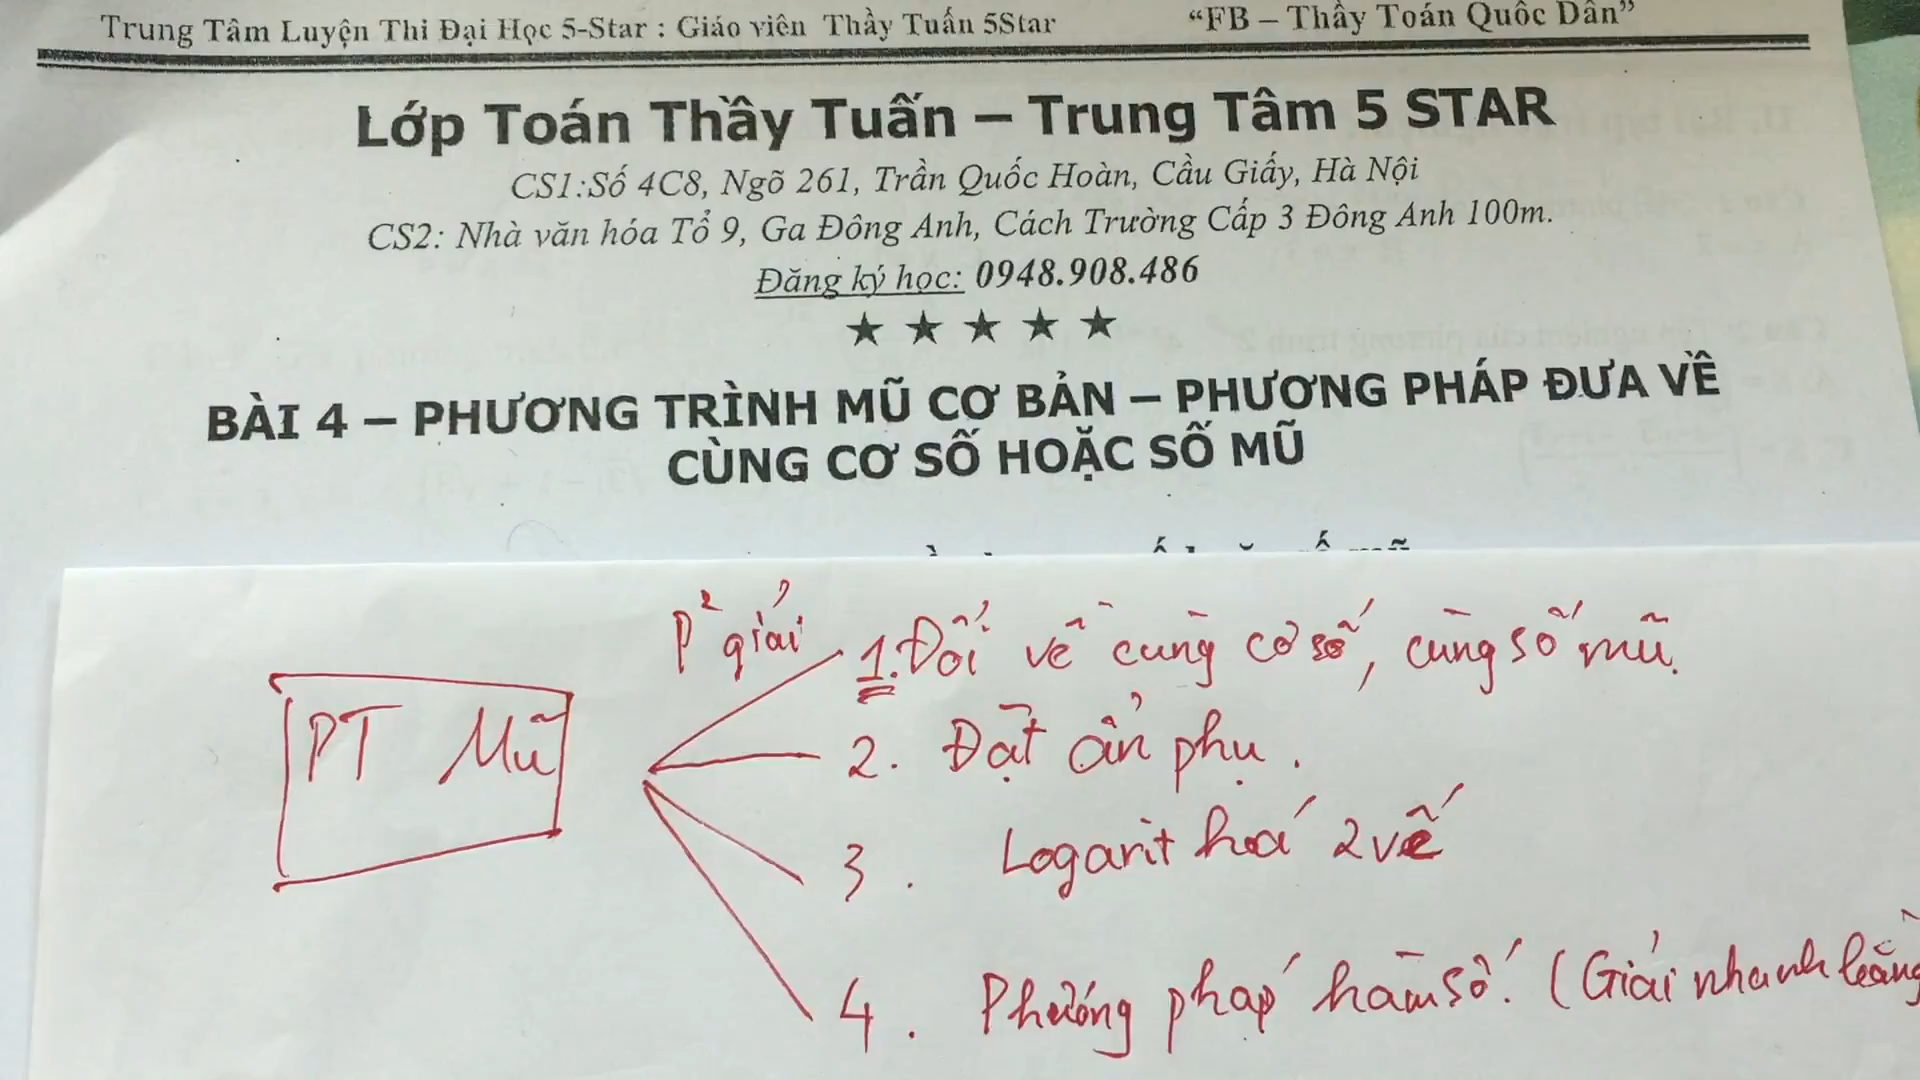 Trung Tâm Luyện Thi Đại Học 5-Star : Giáo viên Thầy Tuấn 5Star “FB – Thầy Toán Quốc Dân”
Lớp Toán Thầy Tuấn – Trung Tâm 5 STAR
CS1:Số 4C8, Ngõ 261, Trần Quốc Hoàn, Cầu Giấy, Hà Nội
CS2: Nhà văn hóa Tổ 9, Ga Đông Anh, Cách Trường Cấp 3 Đông Anh 100m.
Đăng ký học: 0948.908.486
★ ★ ★ ★ ★
BÀI 4 – PHƯƠNG TRÌNH MŨ CƠ BẢN – PHƯƠNG PHÁP ĐƯA VỀ
CÙNG CƠ SỐ HOẶC SỐ MŨ
PT Mũ
P² giải
1. Đổi về cùng cơ số, cùng số mũ.
2. Đặt ẩn phụ.
3. Logarit hoá 2 vế
4. Phương pháp hàm số. (Giải nhanh bằng